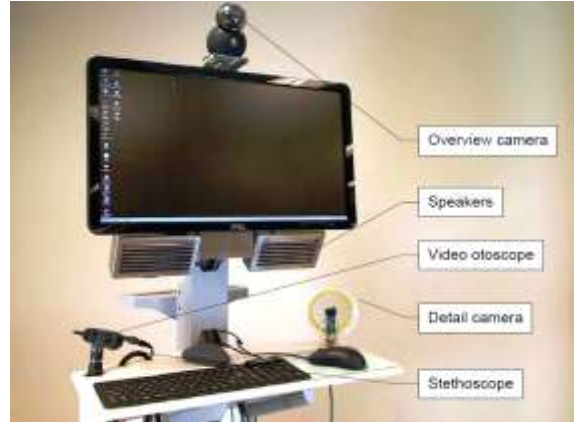 Overview camera
Speakers
Video otoscope
Detail camera
Stethoscope